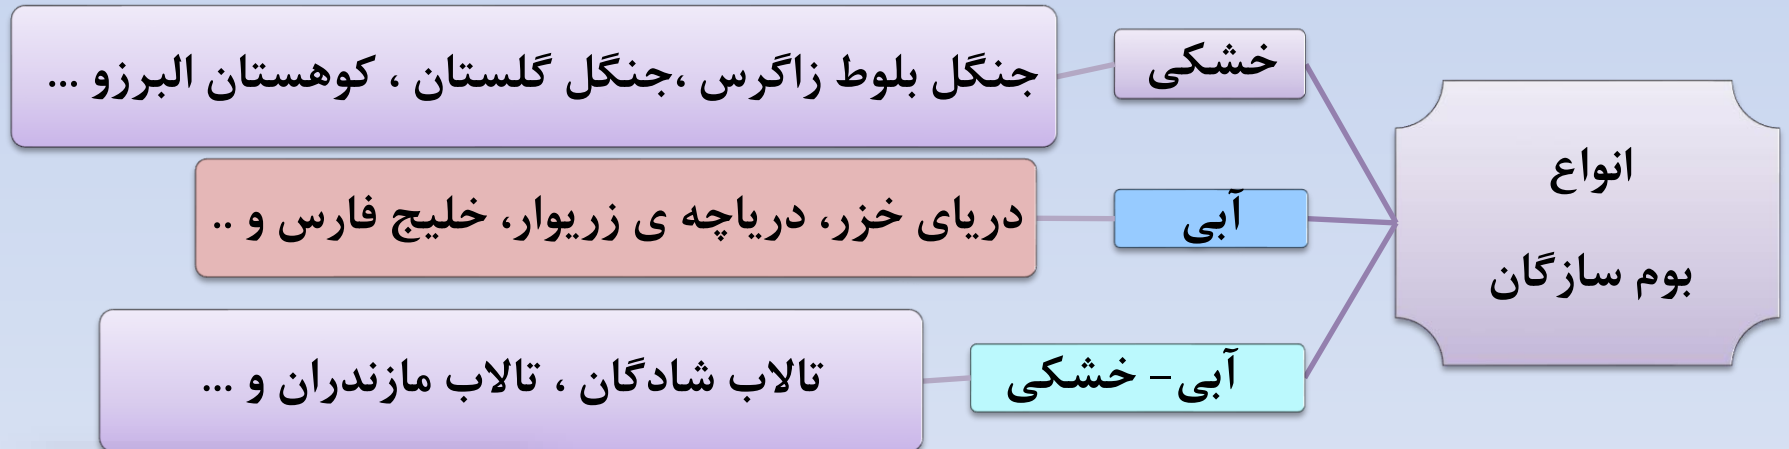 انواع
بوم سازگان
خشکی
جنگل بلوط زاگرس ،جنگل گلستان ، کوهستان البرزو ...
آبی
دریای خزر، دریاچه ی زریوار، خلیج فارس و ..
آبی- خشکی
تالاب شادگان ، تالاب مازندران و ...